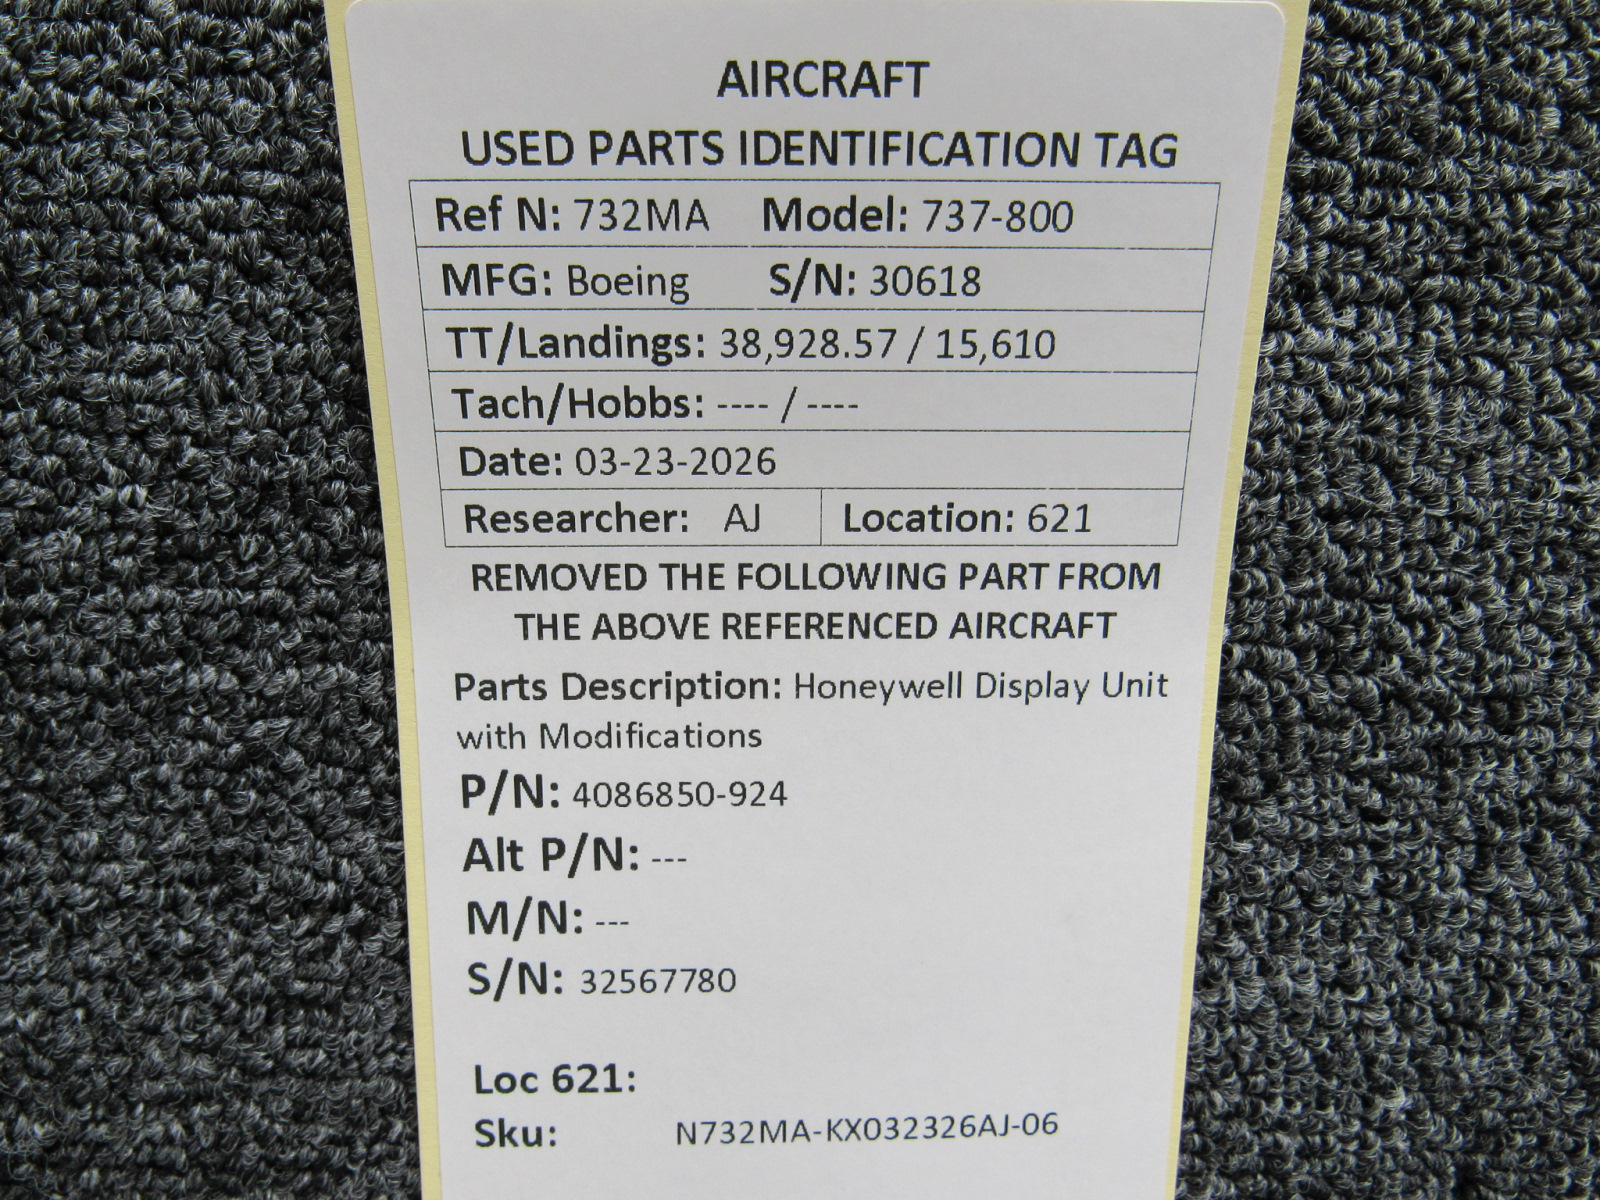 AIRCRAFT
USED PARTS IDENTIFICATION TAG
Ref N: 732MA Model: 737-800
MFG: Boeing S/N: 30618
TT/Landings: 38,928.57 / 15,610
Tach/Hobbs: ---- / ----
Date: 03-23-2026
Researcher: AJ Location: 621
REMOVED THE FOLLOWING PART FROM
THE ABOVE REFERENCED AIRCRAFT
Parts Description: Honeywell Display Unit
with Modifications
P/N: 4086850-924
Alt P/N: ---
M/N: ---
S/N: 32567780
Loc 621:
Sku: N732MA-KX032326AJ-06